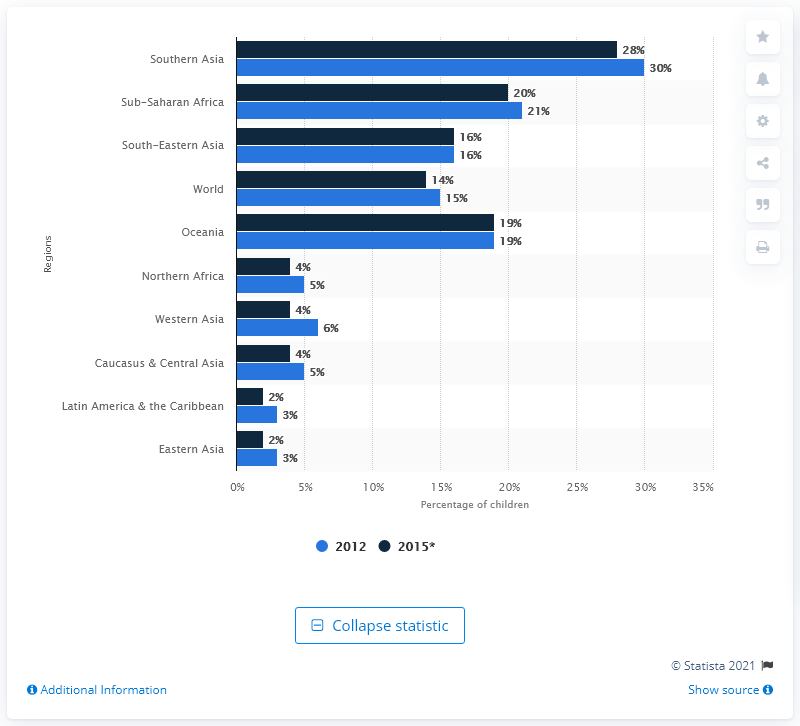 Southern Asia
28%
30%
Sub-Saharan Africa
20%
21%
South-Eastern Asia
16%
16%
World
14%
15%
Oceania
19%
19%
Regions
Northern Africa
4%
5%
Western Asia
4%
6%
Caucasus & Central Asia
4%
5%
Latin America & the Caribbean
2%
3%
Eastern Asia
2%
3%
0% 5% 10% 15% 20% 25% 30% 35%
Percentage of children
2012 2015*
Collapse statistic
© Statista 2021
Additional Information Show source